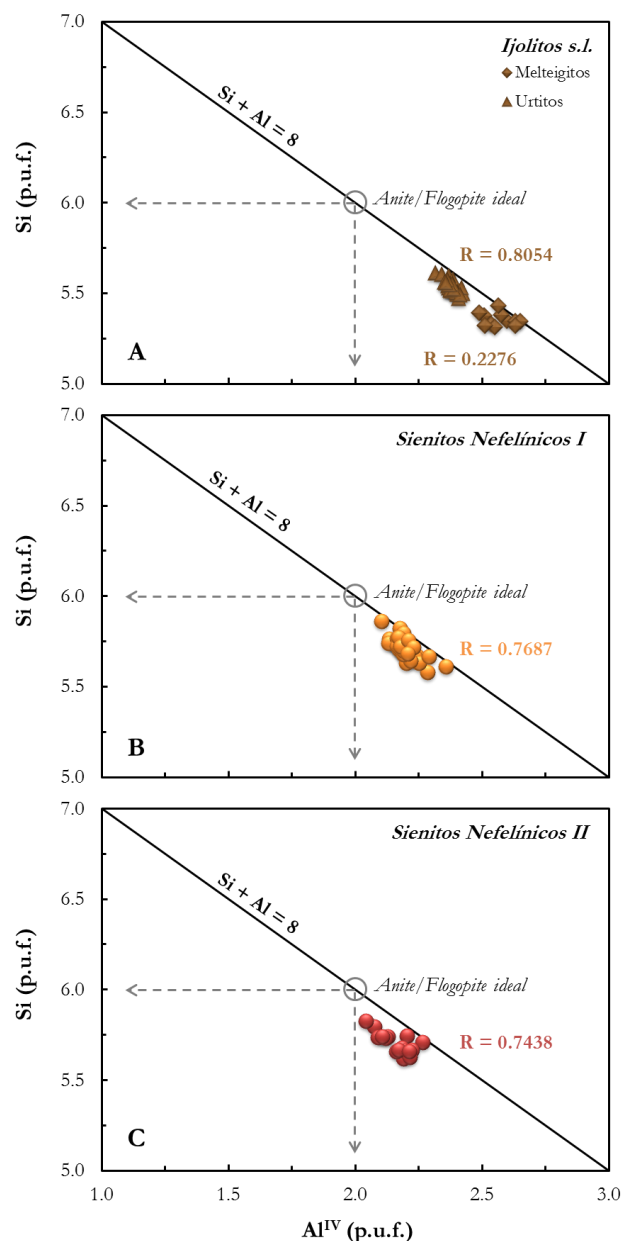 7.0
Ijolitos s.l.
Melteigitos
Urtitos
6.5
Si + Al = 8
Si (p.u.f.)
6.0
Anite/Flogopite ideal
R = 0.8054
5.5
A
R = 0.2276
5.0
7.0
Sienitos Nefelínicos I
6.5
Si + Al = 8
Si (p.u.f.)
6.0
Anite/Flogopite ideal
R = 0.7687
5.5
B
5.0
7.0
Sienitos Nefelínicos II
6.5
Si + Al = 8
Si (p.u.f.)
6.0
Anite/Flogopite ideal
R = 0.7438
5.5
C
5.0
1.0 1.5 2.0 2.5 3.0
Al^IV (p.u.f.)